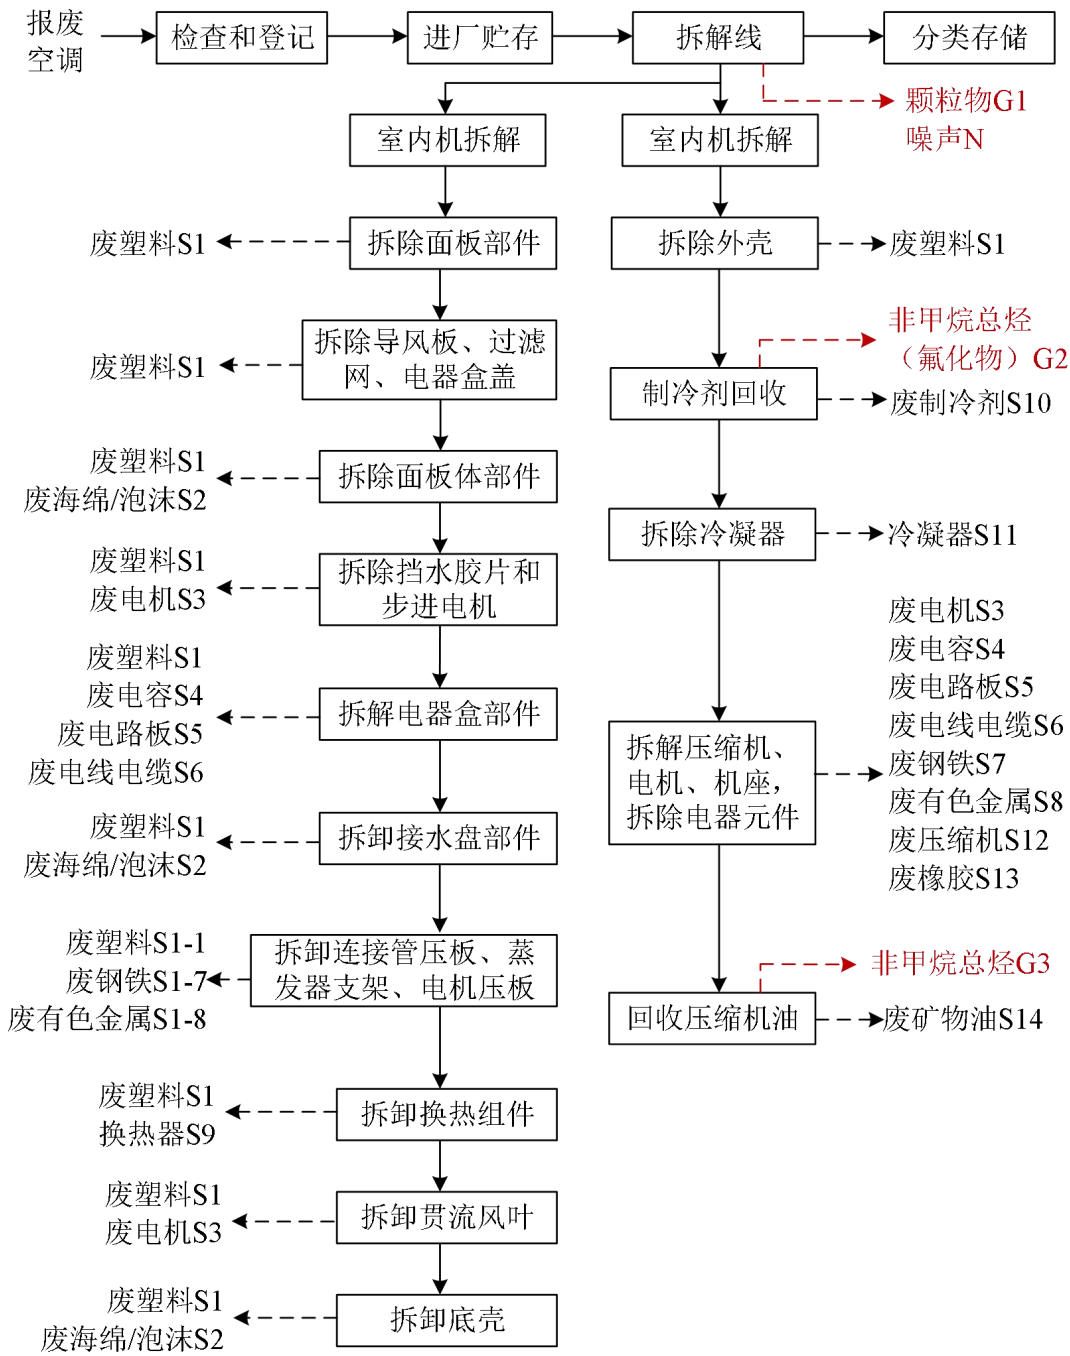 报废
空调
检查和登记
进厂贮存
拆解线
分类存储
颗粒物G1
噪声N
室内机拆解
室内机拆解
废塑料S1
拆除面板部件
拆除外壳
废塑料S1
废塑料S1
拆除导风板、过滤
网、电器盒盖
非甲烷总烃
（氟化物）G2
制冷剂回收
废制冷剂S10
废塑料S1
废海绵/泡沫S2
拆除面板体部件
拆除冷凝器
冷凝器S11
废塑料S1
废电机S3
拆除挡水胶片和
步进电机
废塑料S1
废电容S4
废电路板S5
废电线电缆S6
拆解电器盒部件
拆解压缩机、
电机、机座，
拆除电器元件
废电机S3
废电容S4
废电路板S5
废电线电缆S6
废钢铁S7
废有色金属S8
废压缩机S12
废橡胶S13
废塑料S1
废海绵/泡沫S2
拆卸接水盘部件
废塑料S1-1
废钢铁S1-7
废有色金属S1-8
拆卸连接管压板、蒸
发器支架、电机压板
非甲烷总烃G3
回收压缩机油
废矿物油S14
废塑料S1
换热器S9
拆卸换热组件
废塑料S1
废电机S3
拆卸贯流风叶
废塑料S1
废海绵/泡沫S2
拆卸底壳